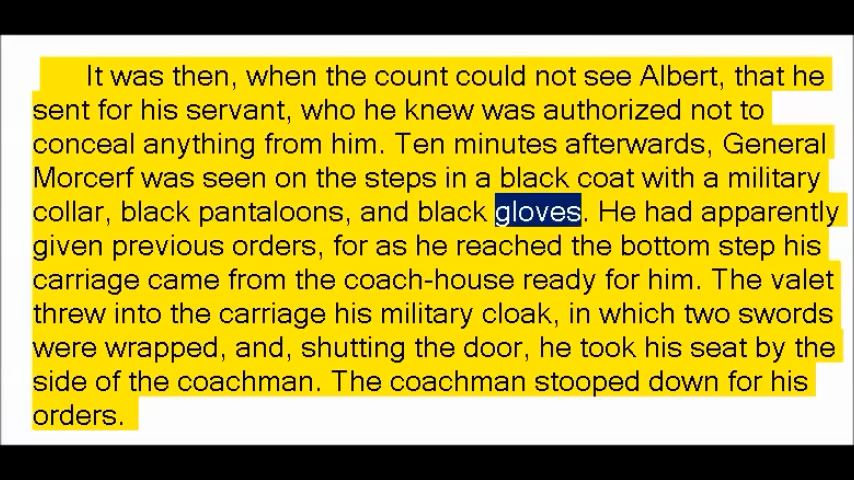 It was then, when the count could not see Albert, that he
sent for his servant, who he knew was authorized not to
conceal anything from him. Ten minutes afterwards, General
Morcerf was seen on the steps in a black coat with a military
collar, black pantaloons, and black gloves. He had apparently
given previous orders, for as he reached the bottom step his
carriage came from the coach-house ready for him. The valet
threw into the carriage his military cloak, in which two swords
were wrapped, and, shutting the door, he took his seat by the
side of the coachman. The coachman stooped down for his
orders.